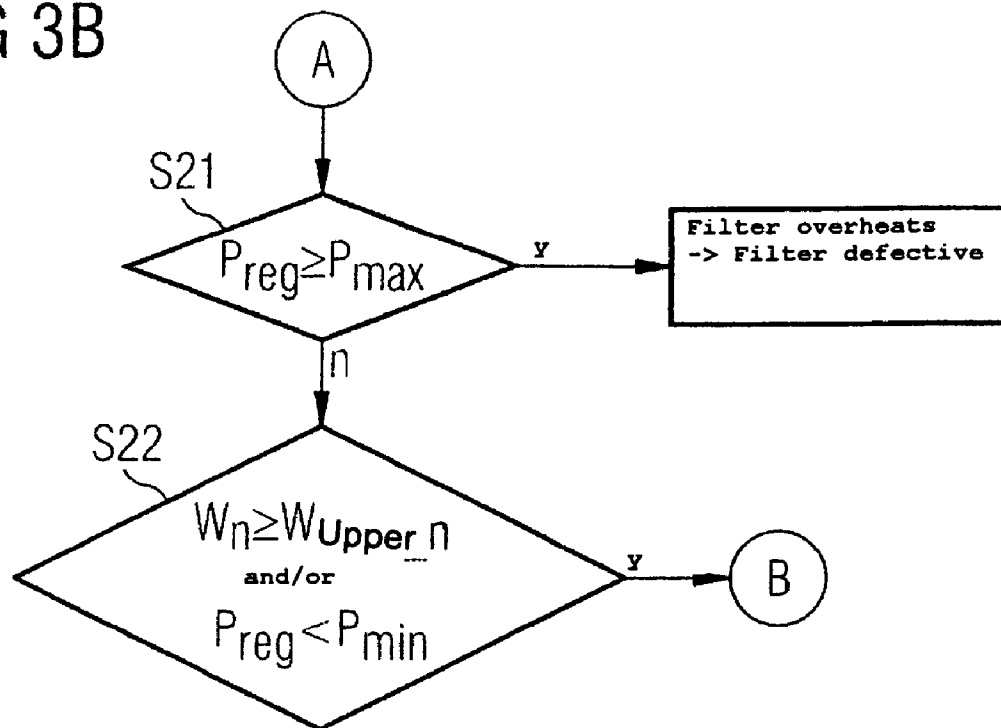 G 3B
A
S21
Preg≥Pmax
y
Filter overheats
-> Filter defective
n
S22
Wn≥WUpper_n
and/or
Preg<Pmin
y
B